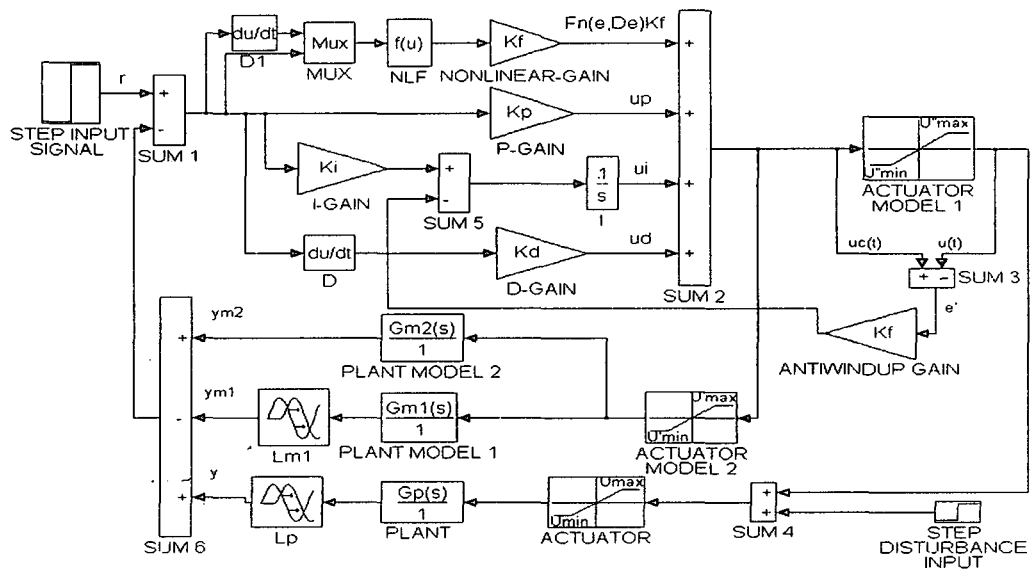 du/dt
D1
Mux
MUX
f(u)
NLF
Kf
NONLINEAR-GAIN
Fn(e,De)Kf
+
r
STEP INPUT
SIGNAL
+
-
SUM 1
Kp
P-GAIN
up
+
Ki
I-GAIN
+
-
SUM 5
1
s
I
ui
+
du/dt
D
Kd
D-GAIN
ud
+
SUM 2
U"max
U"min
ACTUATOR
MODEL 1
uc(t)
u(t)
+ -
SUM 3
e'
Kf
ANTIWINDUP GAIN
ym2
+
Gm2(s)
1
PLANT MODEL 2
ym1
-
Lm1
Gm1(s)
1
PLANT MODEL 1
U'max
U'min
ACTUATOR
MODEL 2
y
+
SUM 6
Lp
Gp(s)
1
PLANT
Umax
Umin
ACTUATOR
+
+
SUM 4
STEP
DISTURBANCE
INPUT